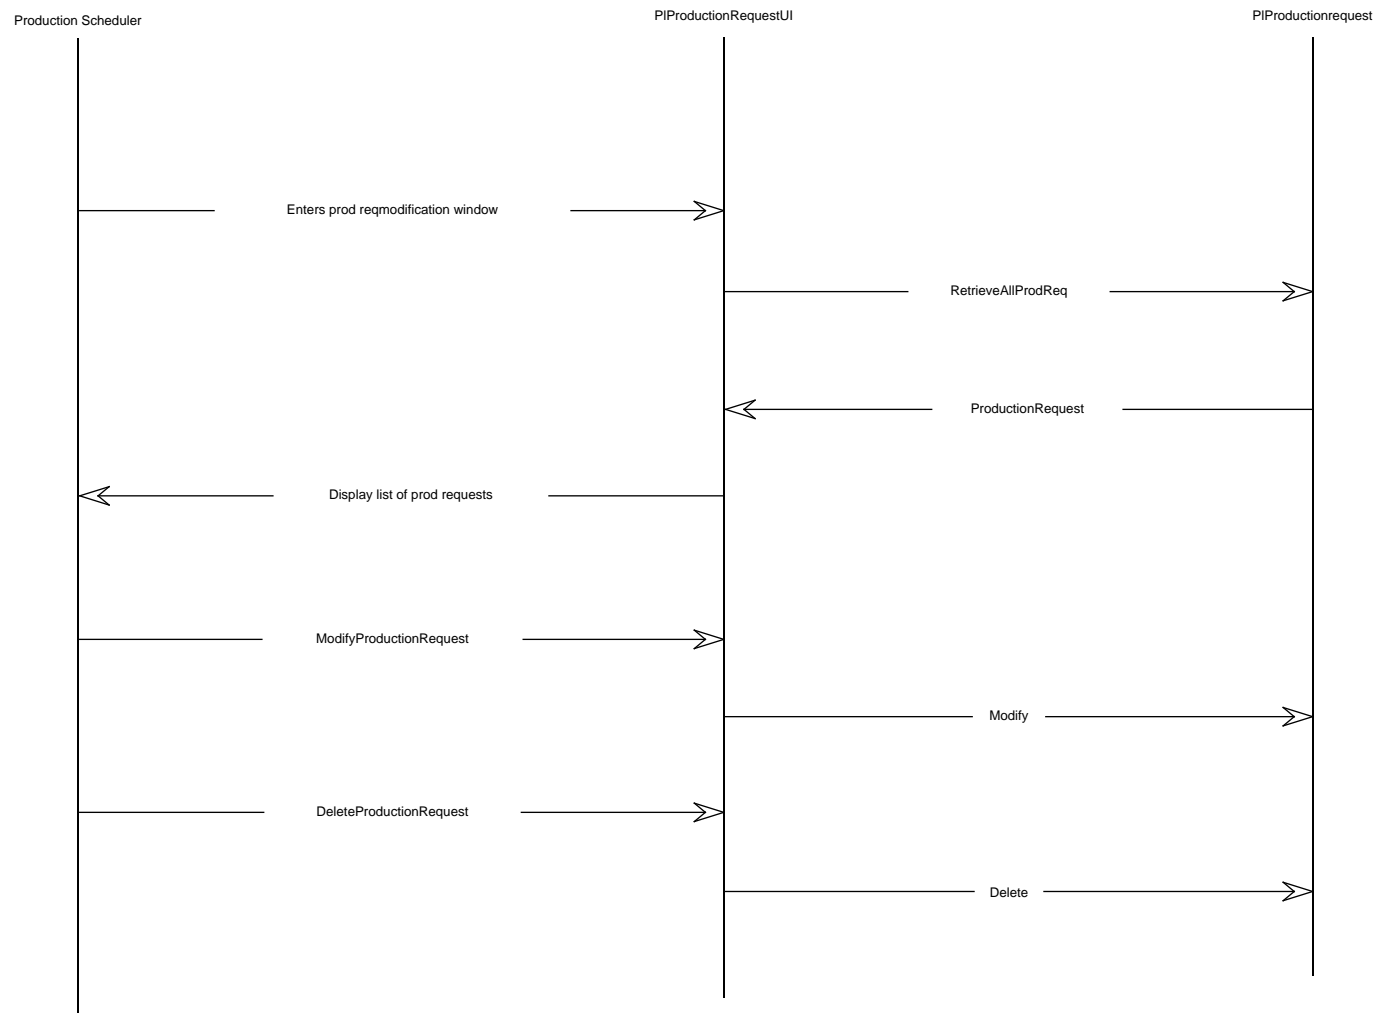 Production Scheduler
PlProductionRequestUI
PlProductionrequest
Enters prod reqmodification window
RetrieveAllProdReq
ProductionRequest
Display list of prod requests
ModifyProductionRequest
Modify
DeleteProductionRequest
Delete